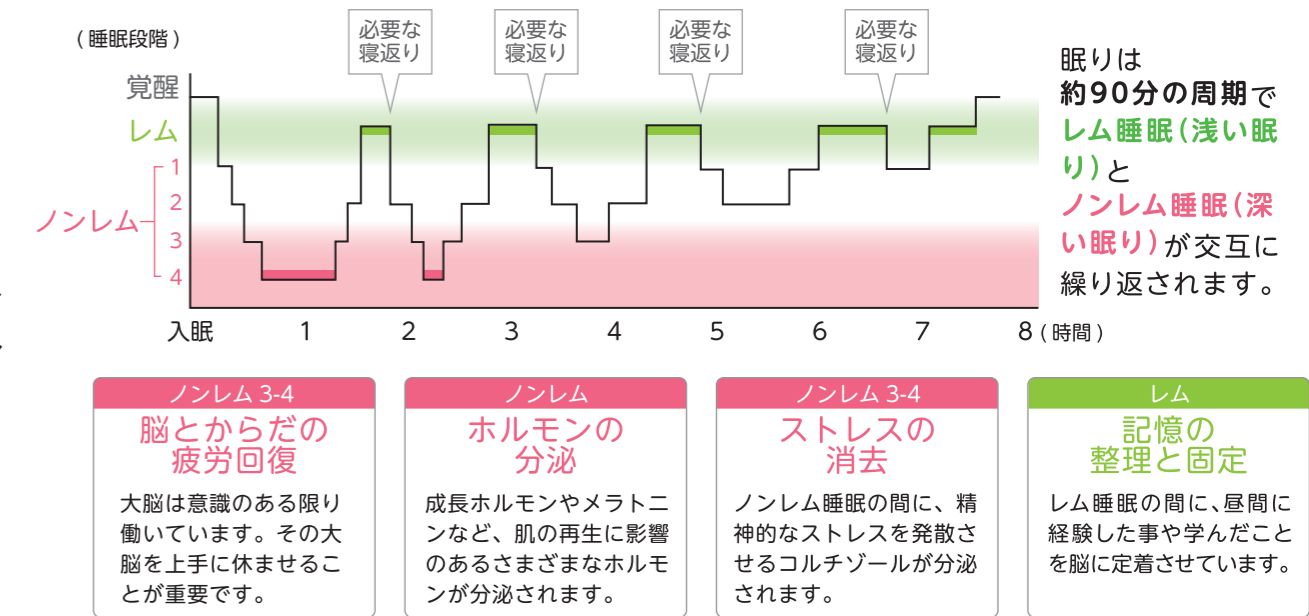 (睡眠段階)
必要な
寝返り
必要な
寝返り
必要な
寝返り
必要な
寝返り
覚醒
レム
ノンレム
1
2
3
4
入眠 1 2 3 4 5 6 7 8(時間)
眠りは
約90分の周期で
レム睡眠(浅い眠
り)と
ノンレム睡眠(深
い眠り)が交互に
繰り返されます。
ノンレム 3-4
脳とからだの
疲労回復
大脳は意識のある限り
働いています。その大
脳を上手に休ませるこ
とが重要です。
ノンレム
ホルモンの
分泌
成長ホルモンやメラトニ
ンなど、肌の再生に影響
のあるさまざまなホルモ
ンが分泌されます。
ノンレム 3-4
ストレスの
消去
ノンレム睡眠の間に、精
神的なストレスを発散さ
せるコルチゾールが分泌
されます。
レム
記憶の
整理と固定
レム睡眠の間に、昼間に
経験した事や学んだこと
を脳に定着させています。